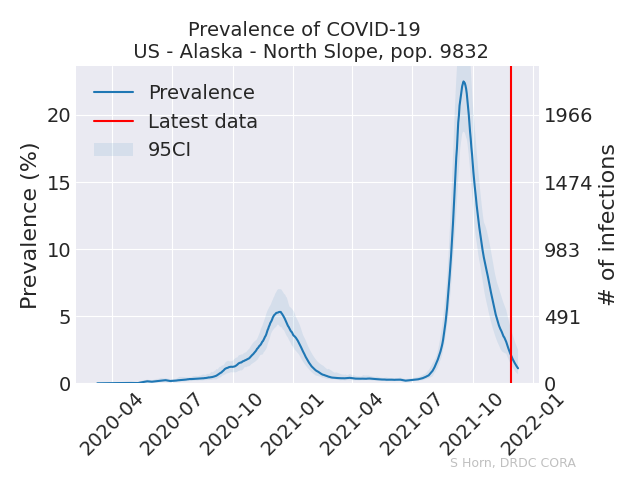 Prevalence of COVID-19
US - Alaska - North Slope, pop. 9832
Prevalence
Latest data
95CI
Prevalence (%)
20
15
10
5
0
1966
1474
983
491
0
# of infections
2020-04
2020-07
2020-10
2021-01
2021-04
2021-07
2021-10
2022-01
S Horn, DRDC CORA